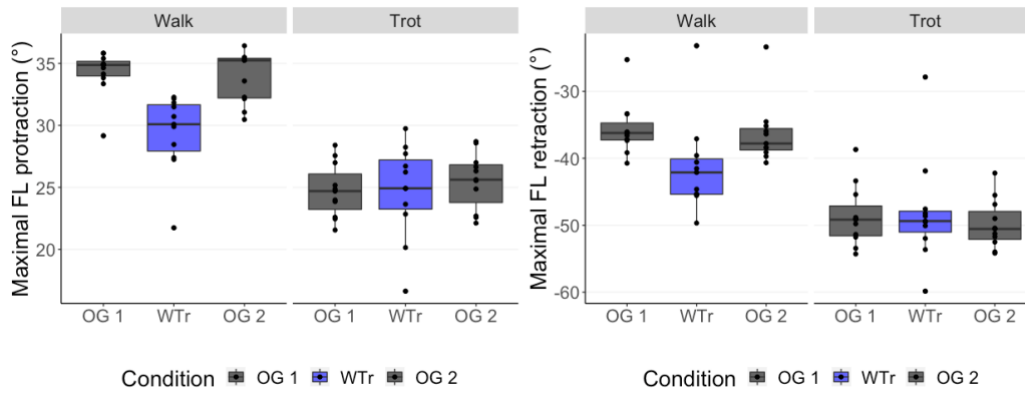 Walk Trot
Maximal FL protraction (°)
35
30
25
20
OG 1 WTr OG 2 OG 1 WTr OG 2
Condition OG 1 WTr OG 2
Walk Trot
Maximal FL retraction (°)
-30
-40
-50
-60
OG 1 WTr OG 2 OG 1 WTr OG 2
Condition OG 1 WTr OG 2